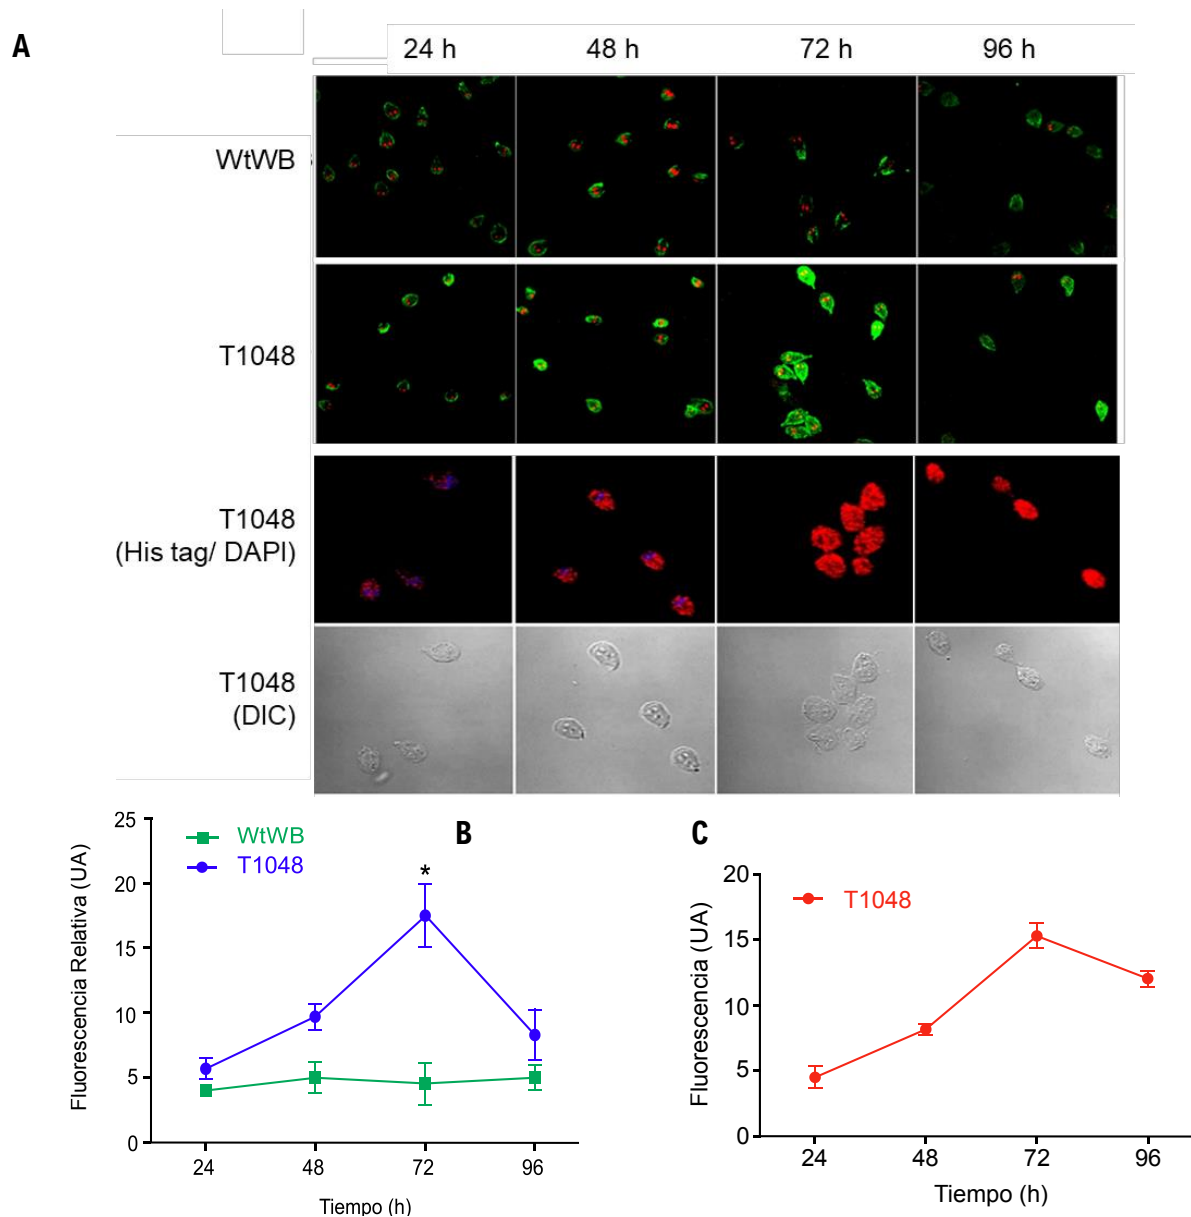 A
24 h 48 h 72 h 96 h
WtWB
T1048
T1048
(His tag/ DAPI)
T1048
(DIC)
B
25
20
15
10
5
0
Fluorescencia Relativa (UA)
WtWB
T1048
*
24 48 72 96
Tiempo (h)
C
20
15
10
5
0
Fluorescencia (UA)
T1048
24 48 72 96
Tiempo (h)